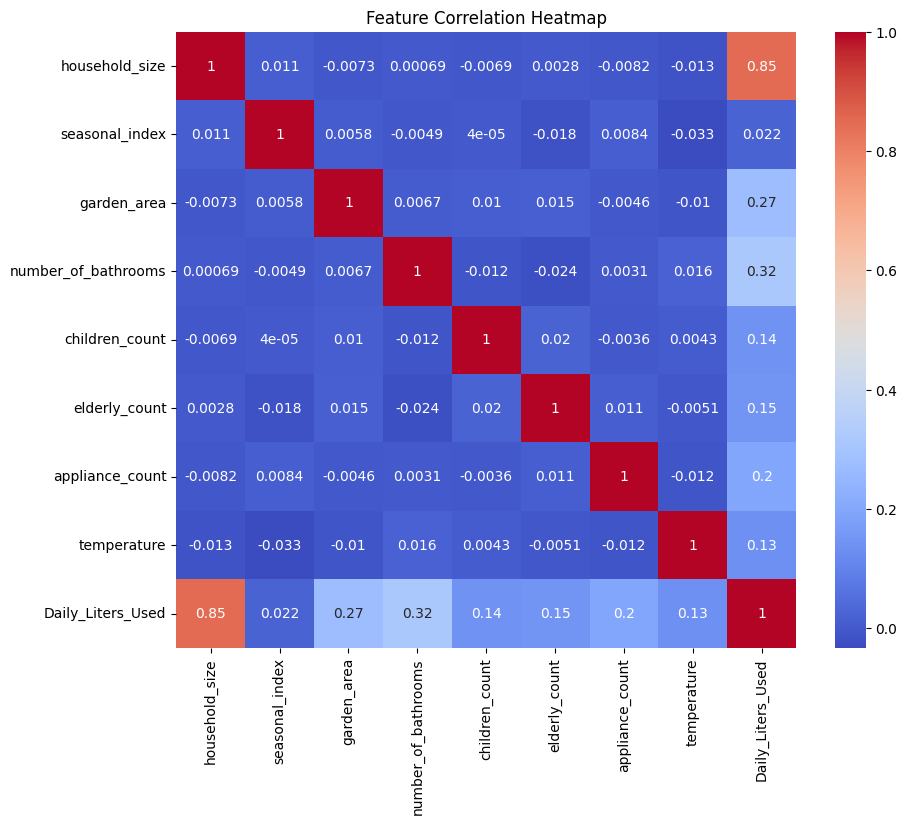 Feature Correlation Heatmap
household_size 1 0.011 -0.0073 0.00069 -0.0069 0.0028 -0.0082 -0.013 0.85
seasonal_index 0.011 1 0.0058 -0.0049 4e-05 -0.018 0.0084 -0.033 0.022
garden_area -0.0073 0.0058 1 0.0067 0.01 0.015 -0.0046 -0.01 0.27
number_of_bathrooms 0.00069 -0.0049 0.0067 1 -0.012 -0.024 0.0031 0.016 0.32
children_count -0.0069 4e-05 0.01 -0.012 1 0.02 -0.0036 0.0043 0.14
elderly_count 0.0028 -0.018 0.015 -0.024 0.02 1 0.011 -0.0051 0.15
appliance_count -0.0082 0.0084 -0.0046 0.0031 -0.0036 0.011 1 -0.012 0.2
temperature -0.013 -0.033 -0.01 0.016 0.0043 -0.0051 -0.012 1 0.13
Daily_Liters_Used 0.85 0.022 0.27 0.32 0.14 0.15 0.2 0.13 1
household_size
seasonal_index
garden_area
number_of_bathrooms
children_count
elderly_count
appliance_count
temperature
Daily_Liters_Used
1.0
0.8
0.6
0.4
0.2
0.0